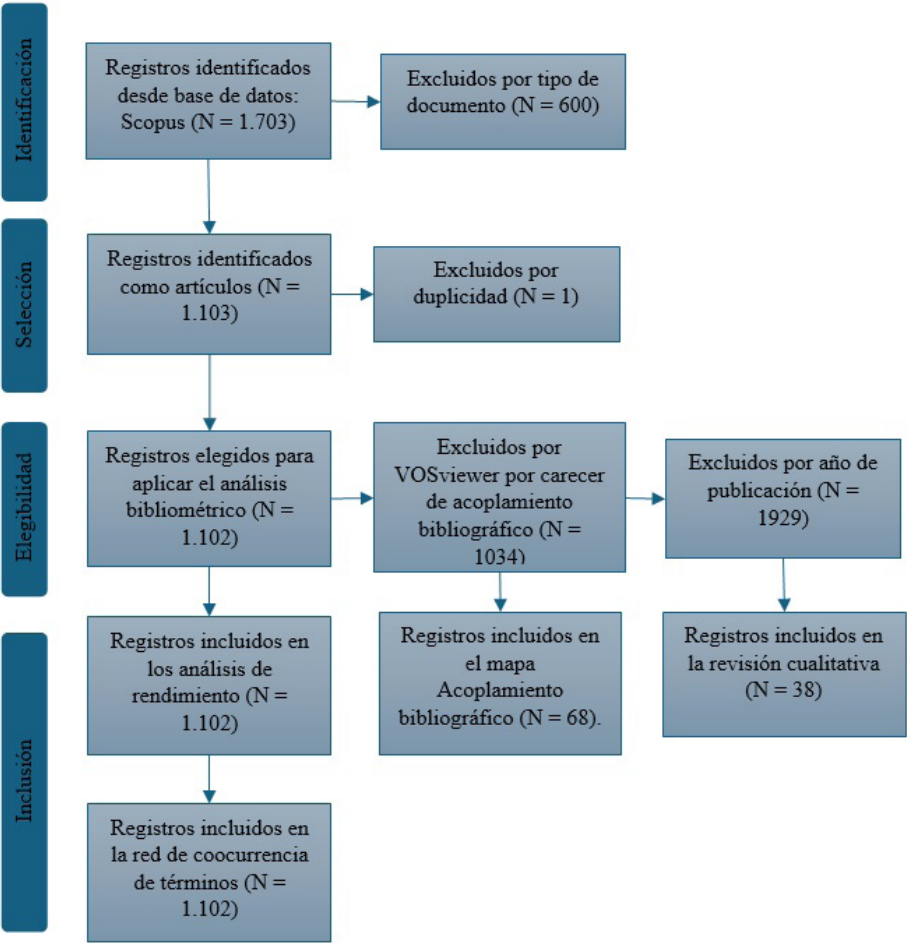 Identificación
Registros identificados
desde base de datos:
Scopus (N = 1.703)
Excluidos por tipo de
documento (N = 600)
Selección
Registros identificados
como artículos (N =
1.103)
Excluidos por
duplicidad (N = 1)
Elegibilidad
Registros elegidos para
aplicar el análisis
bibliométrico (N =
1.102)
Excluidos por
VOSviewer por carecer
de acoplamiento
bibliográfico (N =
1034)
Excluidos por año de
publicación (N =
1929)
Inclusión
Registros incluidos en
los análisis de
rendimiento (N =
1.102)
Registros incluidos en
el mapa
Acoplamiento
bibliográfico (N = 68).
Registros incluidos en
la revisión cualitativa
(N = 38)
Registros incluidos en
la red de coocurrencia
de términos (N =
1.102)